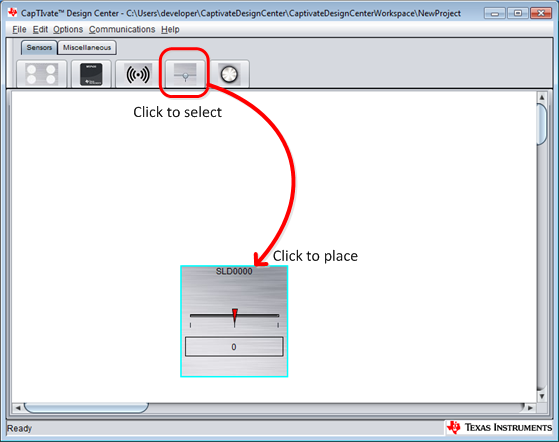 CapTIvate™ Design Center - C:\Users\developer\CaptivateDesignCenter\CaptivateDesignCenterWorkspace\NewProject
File Edit Options Communications Help
Sensors Miscellaneous
Click to select
Click to place
SLD0000
0
Ready
TEXAS INSTRUMENTS